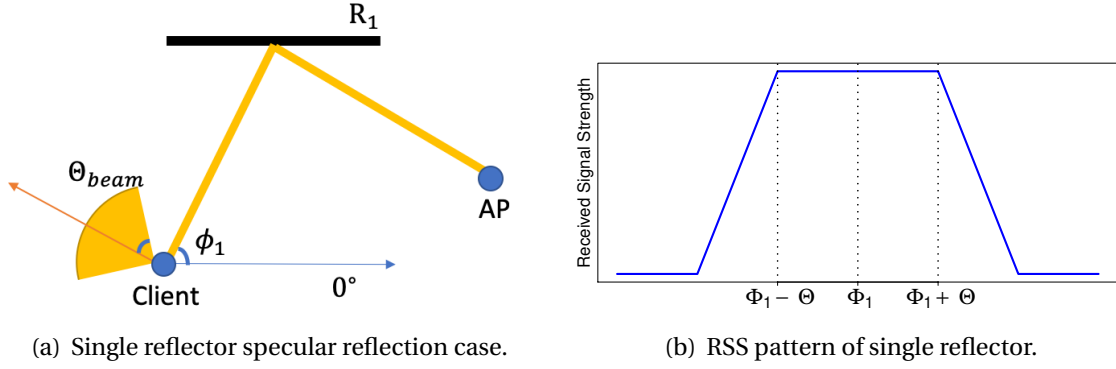 R₁
Θ_beam
ϕ₁
AP
0°
Client
(a) Single reflector specular reflection case.
Received Signal Strength
Φ₁ − Θ Φ₁ Φ₁ + Θ
(b) RSS pattern of single reflector.